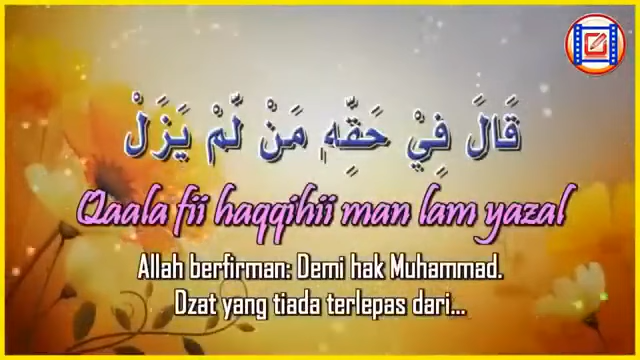 قَالَ فِيْ حَقِّهٖ مَنْ لَّمْ يَزَلْ
Qaala fii haqqihii man lam yazal
Allah berfirman: Demi hak Muhammad.
Dzat yang tiada terlepas dari...